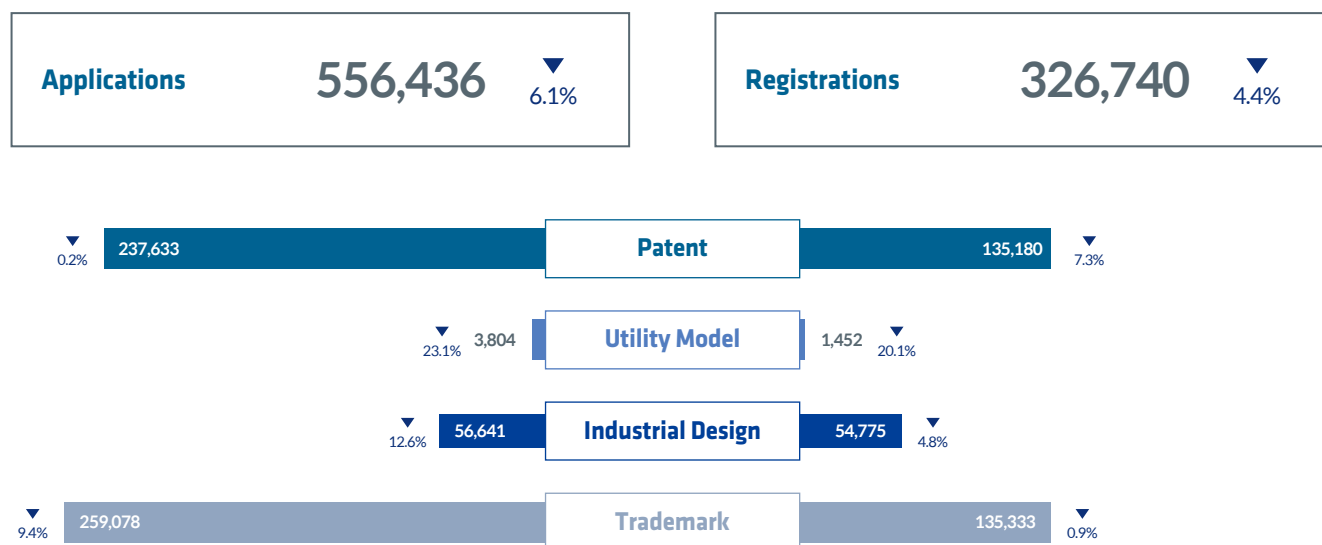 Applications 556,436 ▼ 6.1%
Registrations 326,740 ▼ 4.4%
▼ 0.2% 237,633 Patent 135,180 ▼ 7.3%
▼ 23.1% 3,804 Utility Model 1,452 ▼ 20.1%
▼ 12.6% 56,641 Industrial Design 54,775 ▼ 4.8%
▼ 9.4% 259,078 Trademark 135,333 ▼ 0.9%